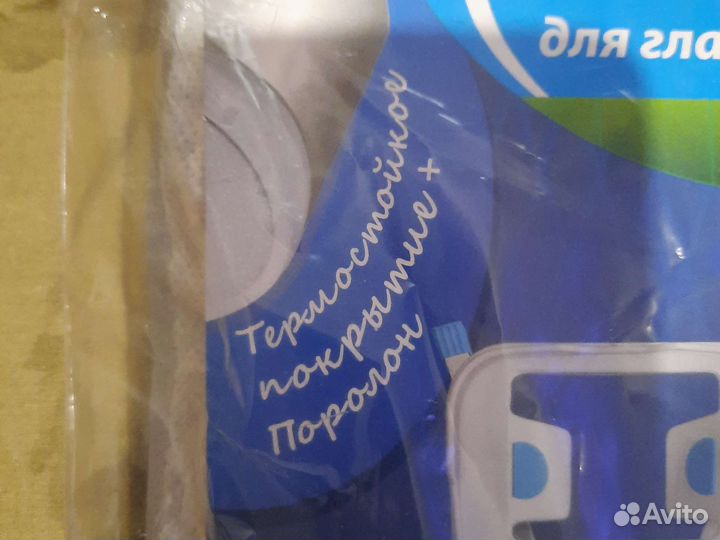 для гла
Термостойкое
покрытие +
Поролон
Avito